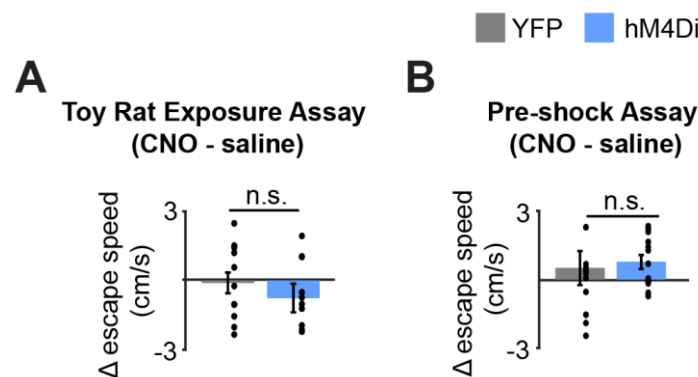 YFP hM4Di
A B
Toy Rat Exposure Assay
(CNO - saline)
Pre-shock Assay
(CNO - saline)
Δ escape speed
(cm/s)
3
-3
n.s.
Δ escape speed
(cm/s)
3
-3
n.s.